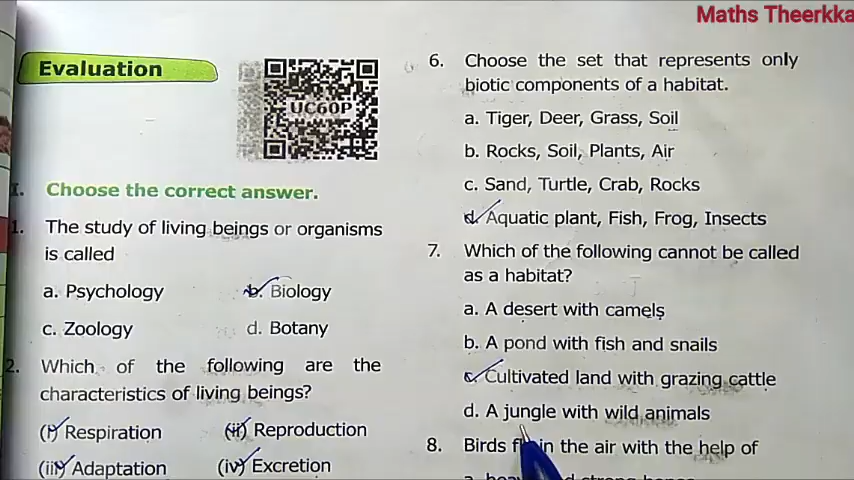 Maths Theerkka
Evaluation
UC60P
I. Choose the correct answer.
1. The study of living beings or organisms
is called
a. Psychology b. Biology
c. Zoology d. Botany
2. Which of the following are the
characteristics of living beings?
(i) Respiration (ii) Reproduction
(iii) Adaptation (iv) Excretion
6. Choose the set that represents only
biotic components of a habitat.
a. Tiger, Deer, Grass, Soil
b. Rocks, Soil, Plants, Air
c. Sand, Turtle, Crab, Rocks
d. Aquatic plant, Fish, Frog, Insects
7. Which of the following cannot be called
as a habitat?
a. A desert with camels
b. A pond with fish and snails
c. Cultivated land with grazing cattle
d. A jungle with wild animals
8. Birds in the air with the help of
a. strong bones